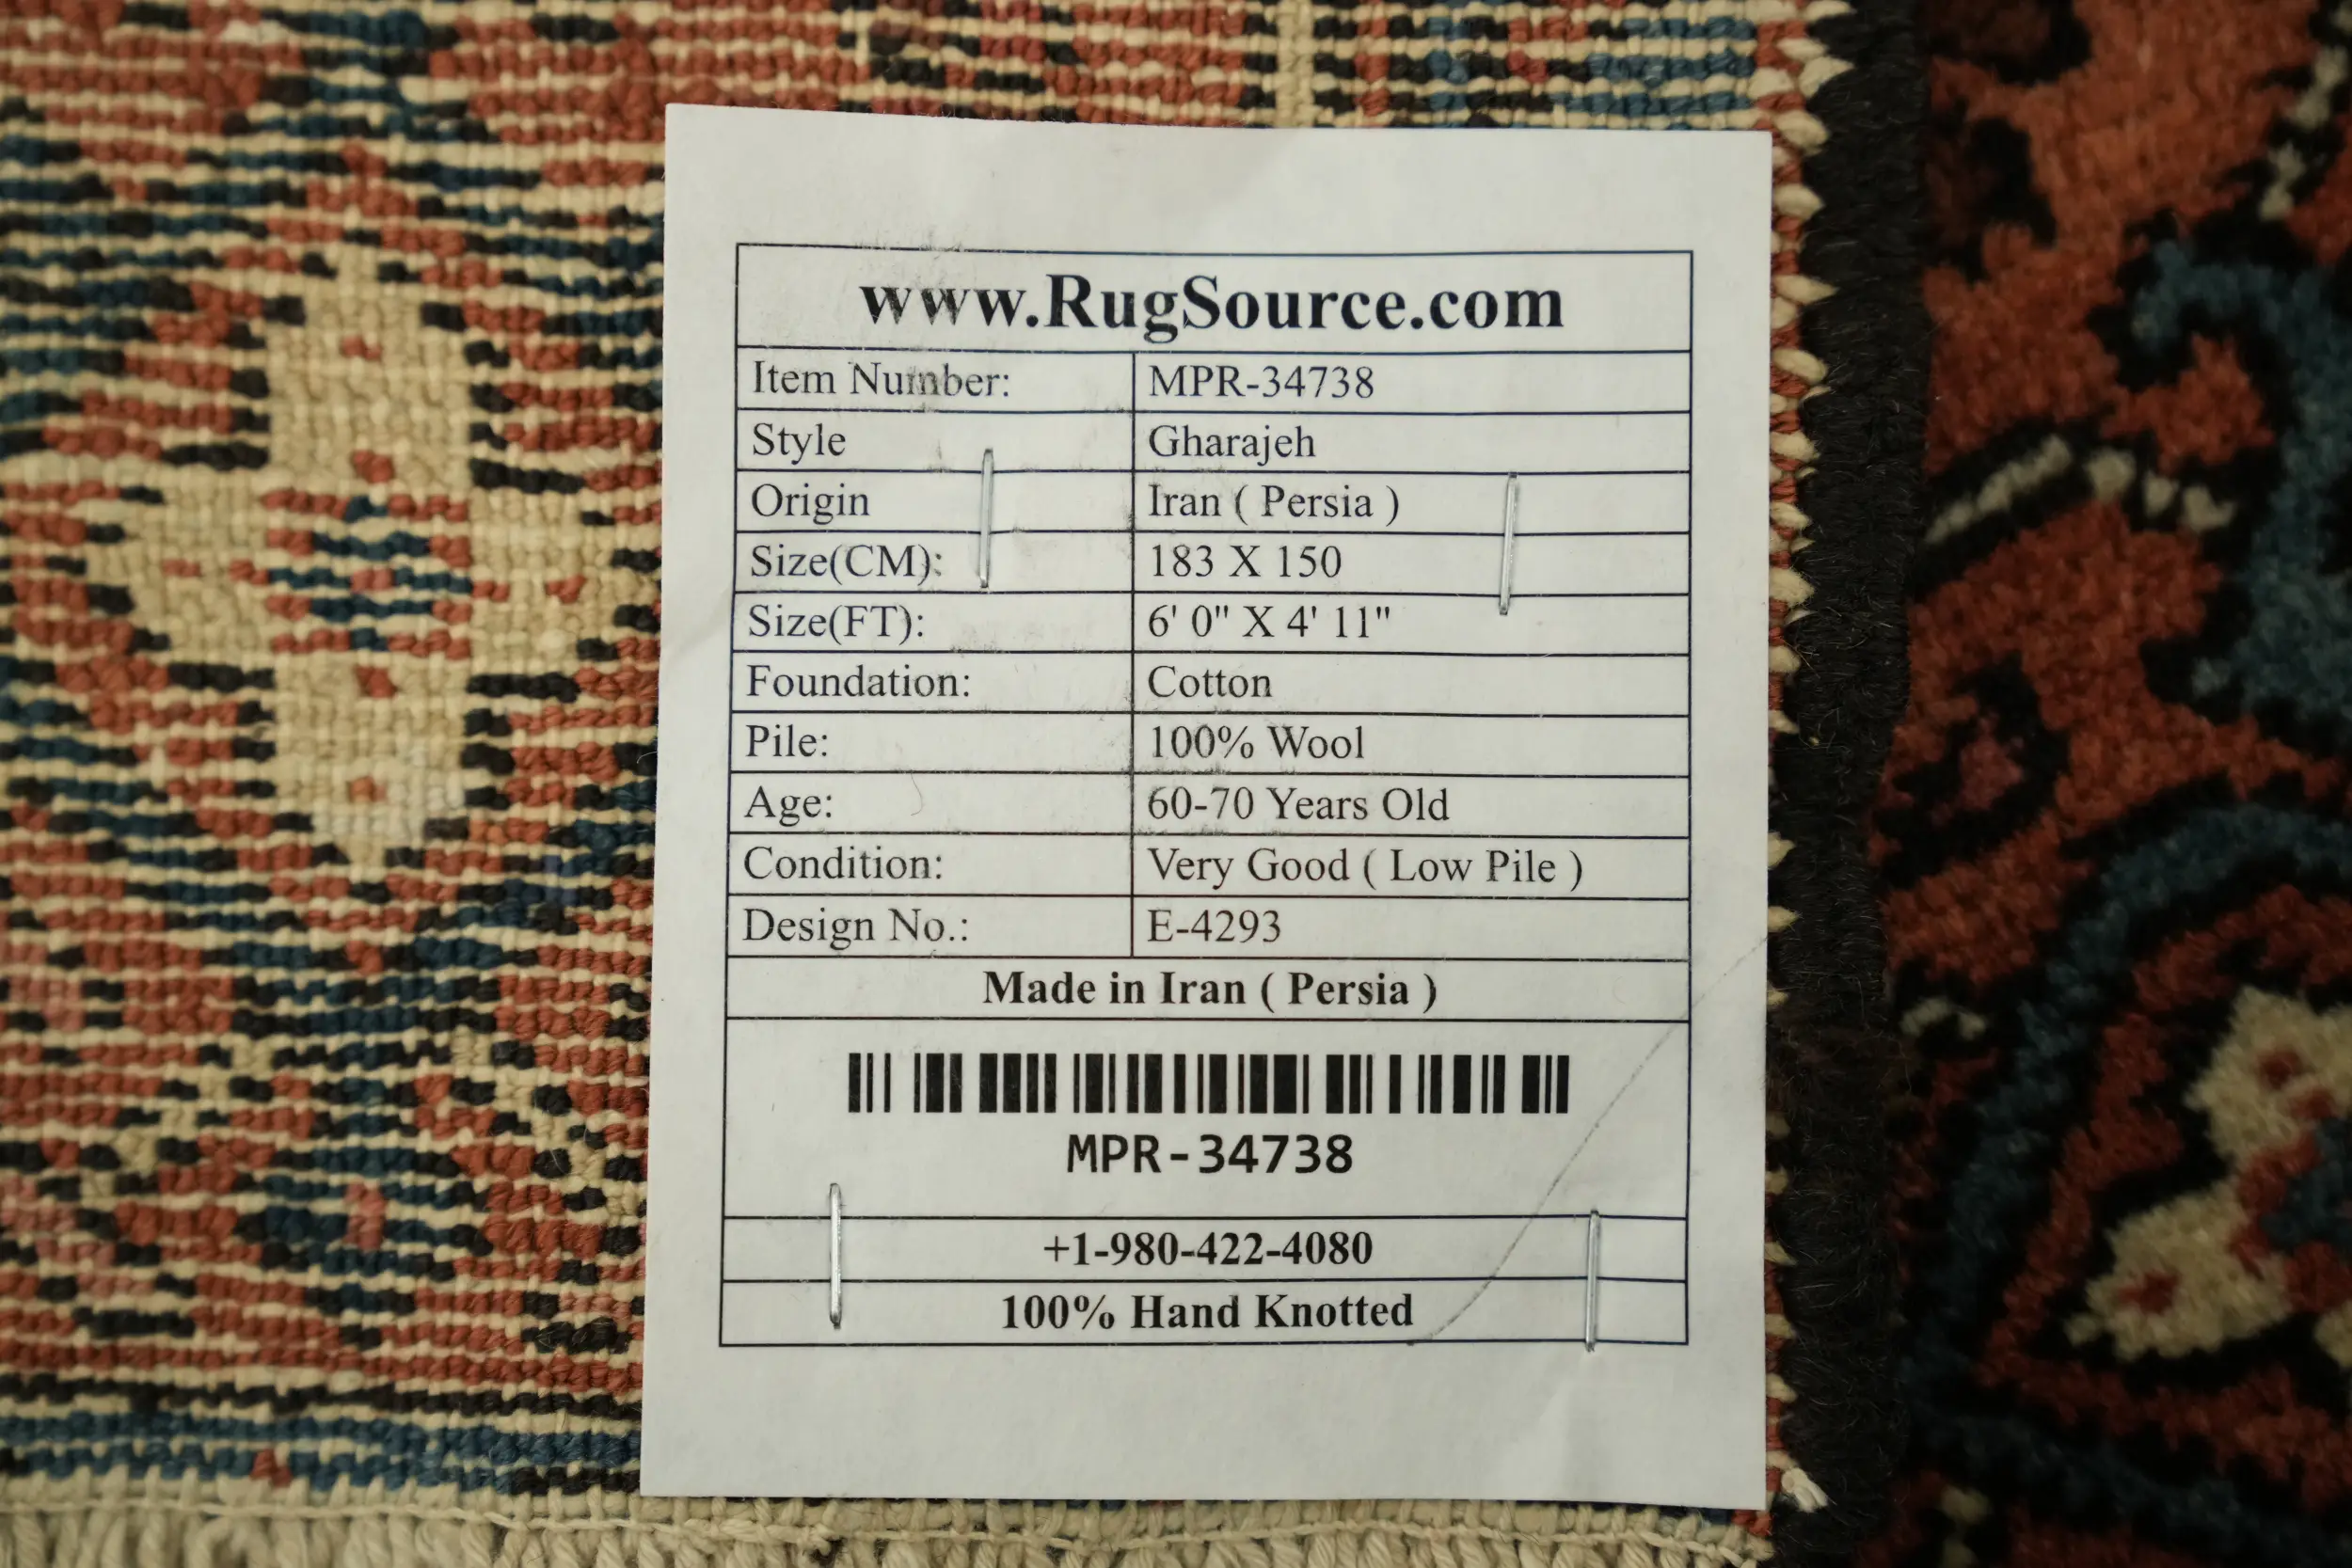 www.RugSource.com
Item Number: MPR-34738
Style Gharajeh
Origin Iran ( Persia )
Size(CM): 183 X 150
Size(FT): 6' 0" X 4' 11"
Foundation: Cotton
Pile: 100% Wool
Age: 60-70 Years Old
Condition: Very Good ( Low Pile )
Design No.: E-4293
Made in Iran ( Persia )
MPR-34738
+1-980-422-4080
100% Hand Knotted